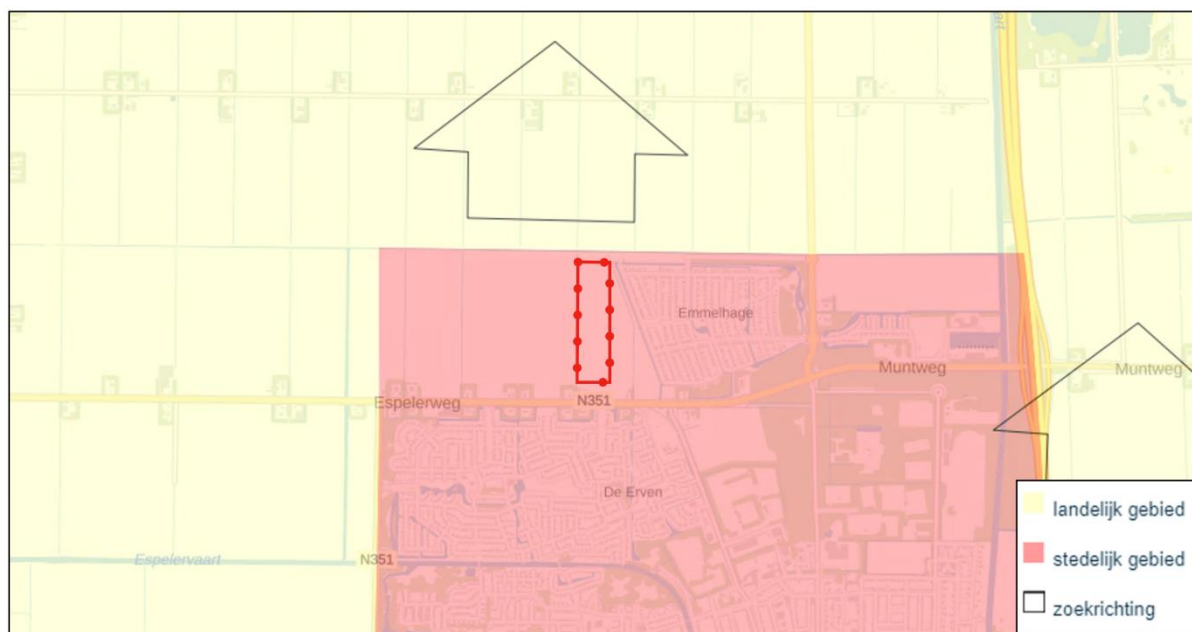 Emmelhage
Muntweg
Muntweg
Espelerweg
N351
De Erven
Espelervaart
N351
landelijk gebied
stedelijk gebied
zoekrichting